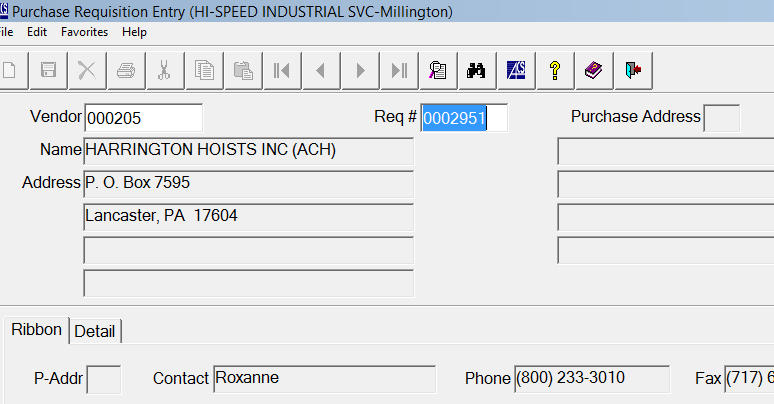 Purchase Requisition Entry (HI-SPEED INDUSTRIAL SVC-Millington)
File Edit Favorites Help
Vendor 000205 Req # 0002951 Purchase Address
Name HARRINGTON HOISTS INC (ACH)
Address P. O. Box 7595
Lancaster, PA 17604
Ribbon Detail
P-Addr Contact Roxanne Phone (800) 233-3010 Fax (717) 6